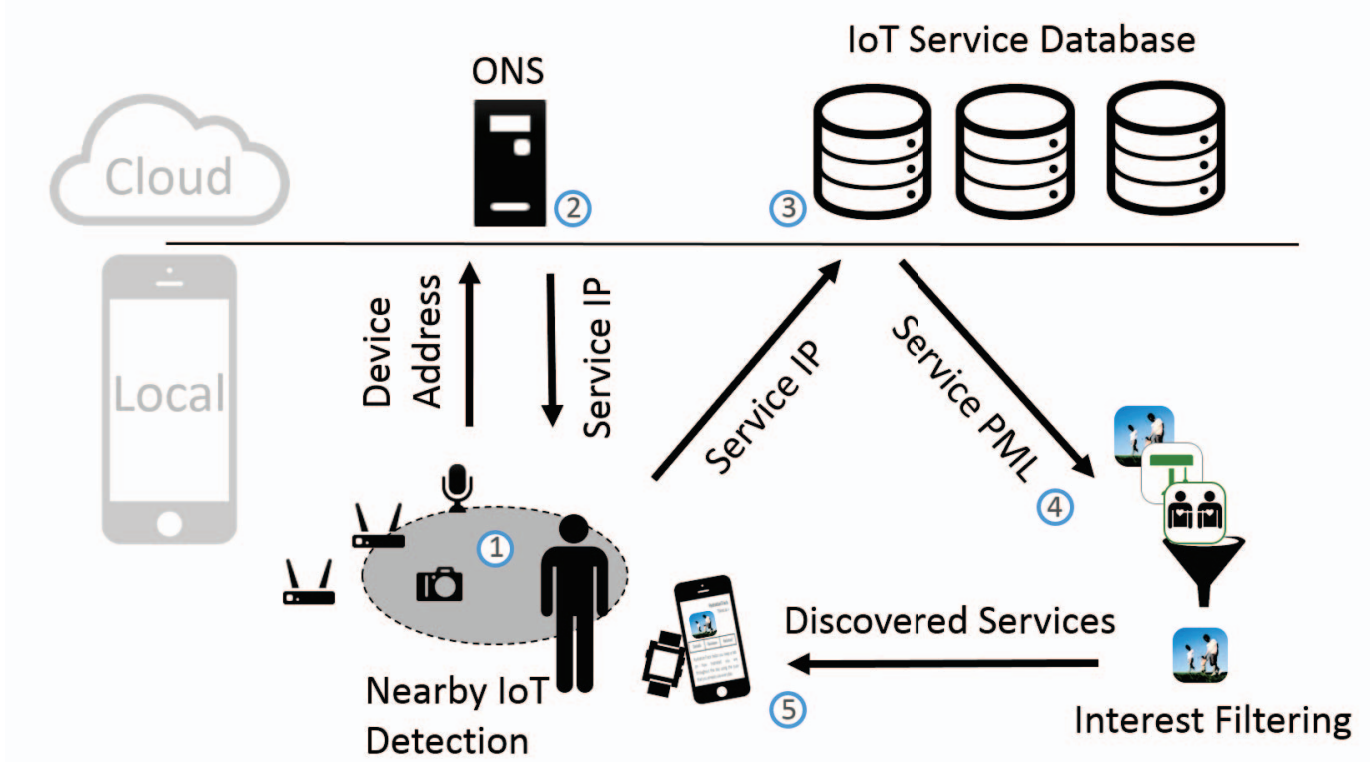 IoT Service Database
ONS
Cloud
2
3
Local
Device
Address
Service IP
Service IP
Service PML
4
1
Discovered Services
5
Nearby IoT
Detection
Interest Filtering